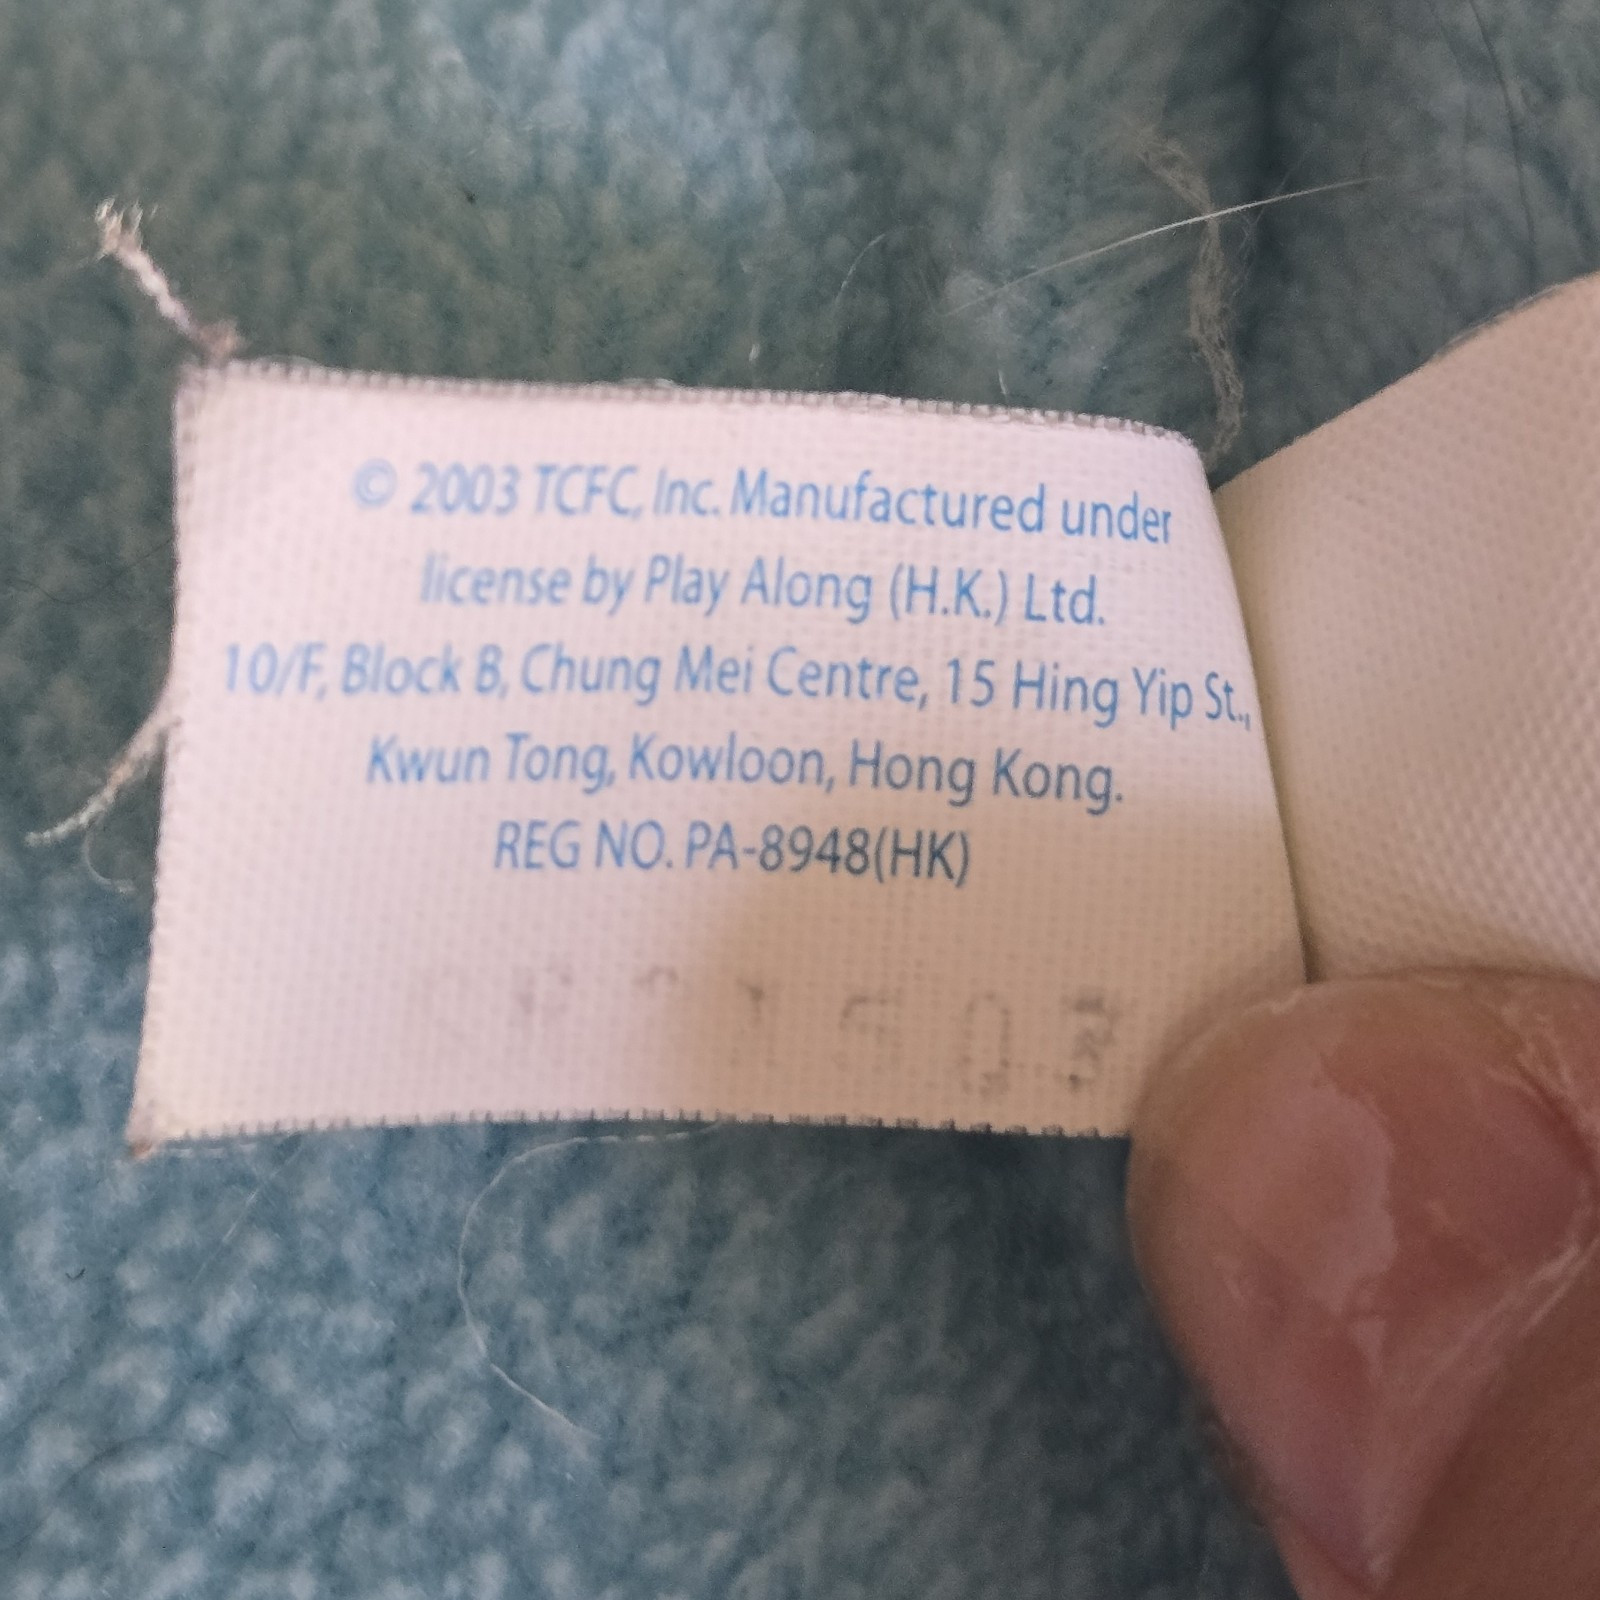 © 2003 TCFC, Inc. Manufactured under
license by Play Along (H.K.) Ltd.
10/F, Block B, Chung Mei Centre, 15 Hing Yip St.,
Kwun Tong, Kowloon, Hong Kong.
REG NO. PA-8948(HK)